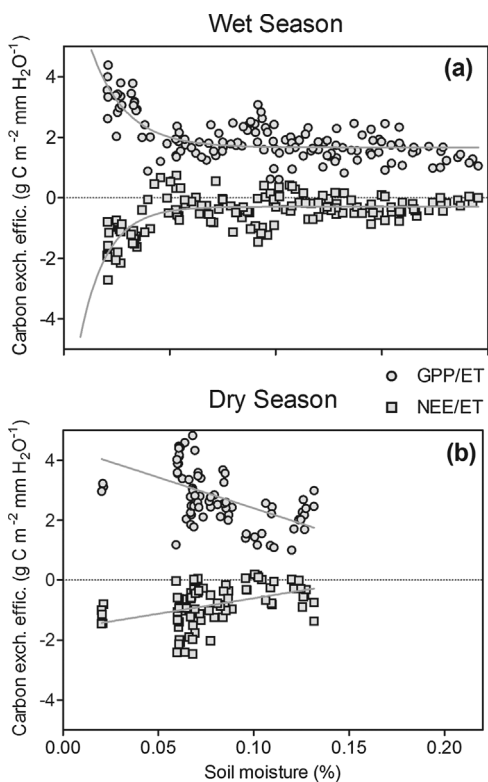 Wet Season
(a)
Carbon exch. effic. (g C m⁻² mm H₂O⁻¹)
4
2
0
-2
-4
GPP/ET
NEE/ET
Dry Season
(b)
Carbon exch. effic. (g C m⁻² mm H₂O⁻¹)
4
2
0
-2
-4
0.00 0.05 0.10 0.15 0.20
Soil moisture (%)